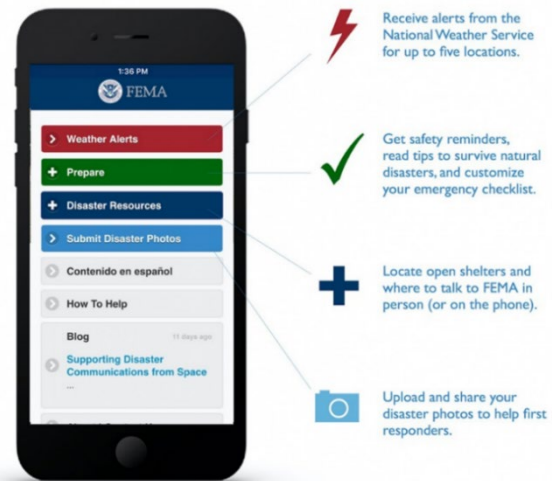 1:36 PM
FEMA
Weather Alerts
Prepare
Disaster Resources
Submit Disaster Photos
Contenido en español
How To Help
Blog 11 days ago
Supporting Disaster
Communications from Space
...
Receive alerts from the
National Weather Service
for up to five locations.
Get safety reminders,
read tips to survive natural
disasters, and customize
your emergency checklist.
Locate open shelters and
where to talk to FEMA in
person (or on the phone).
Upload and share your
disaster photos to help first
responders.